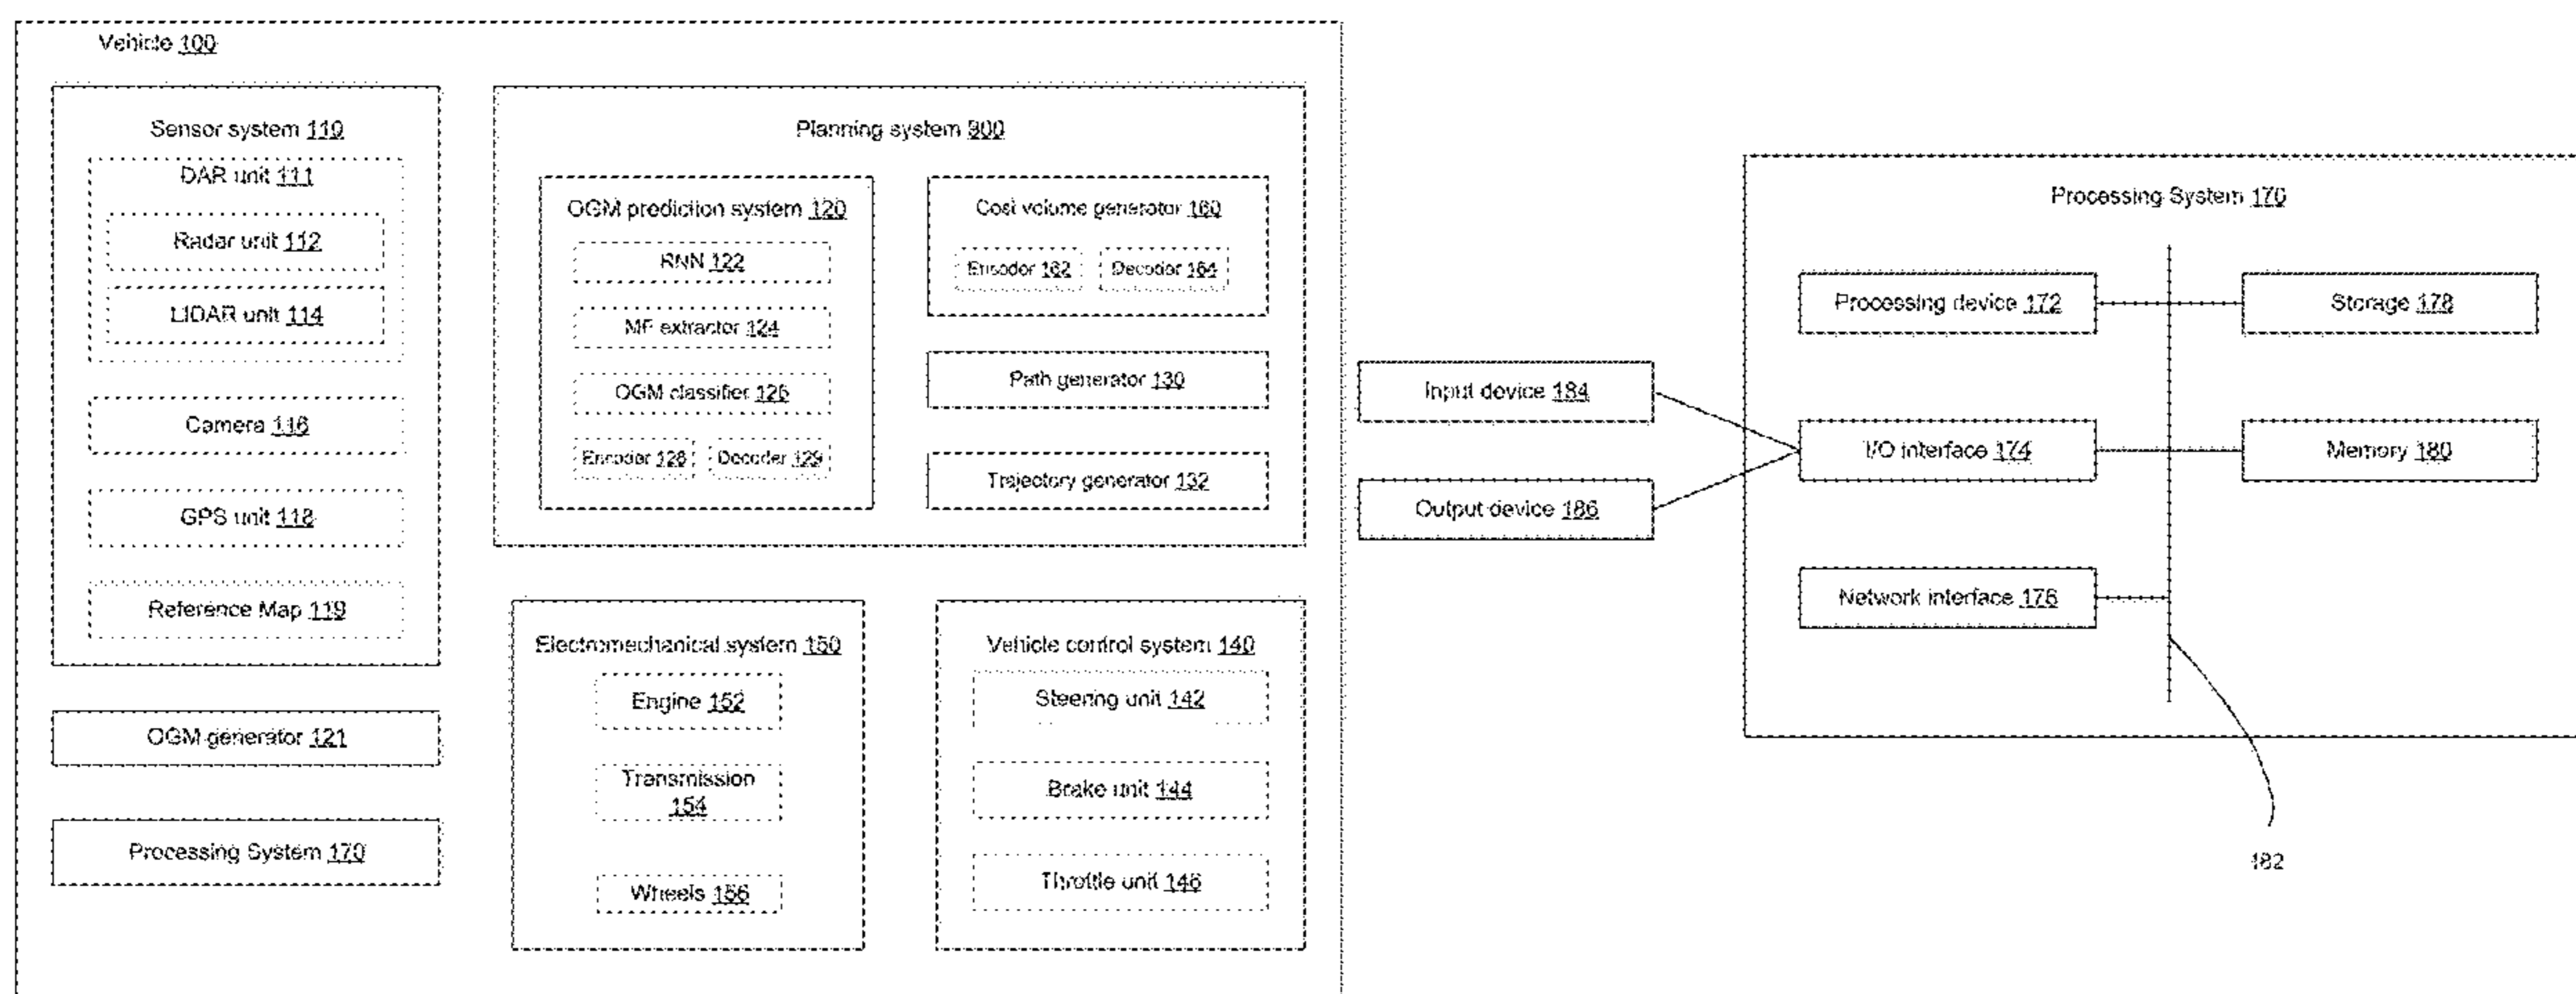 Vehicle 100
Sensor system 110
DAR unit 111
Radar unit 112
LIDAR unit 114
Camera 116
GPS unit 118
Reference Map 119
OGM generator 121
Processing System 170
Planning system 900
OGM prediction system 120
RNN 122
MF extractor 124
OGM classifier 126
Encoder 128
Decoder 129
Cost volume generator 160
Encoder 162
Decoder 164
Path generator 130
Trajectory generator 132
Electromechanical system 150
Engine 152
Transmission
154
Wheels 156
Vehicle control system 140
Steering unit 142
Brake unit 144
Throttle unit 146
Input device 184
Output device 186
Processing System 170
Processing device 172
Storage 178
I/O interface 174
Memory 180
Network interface 176
182